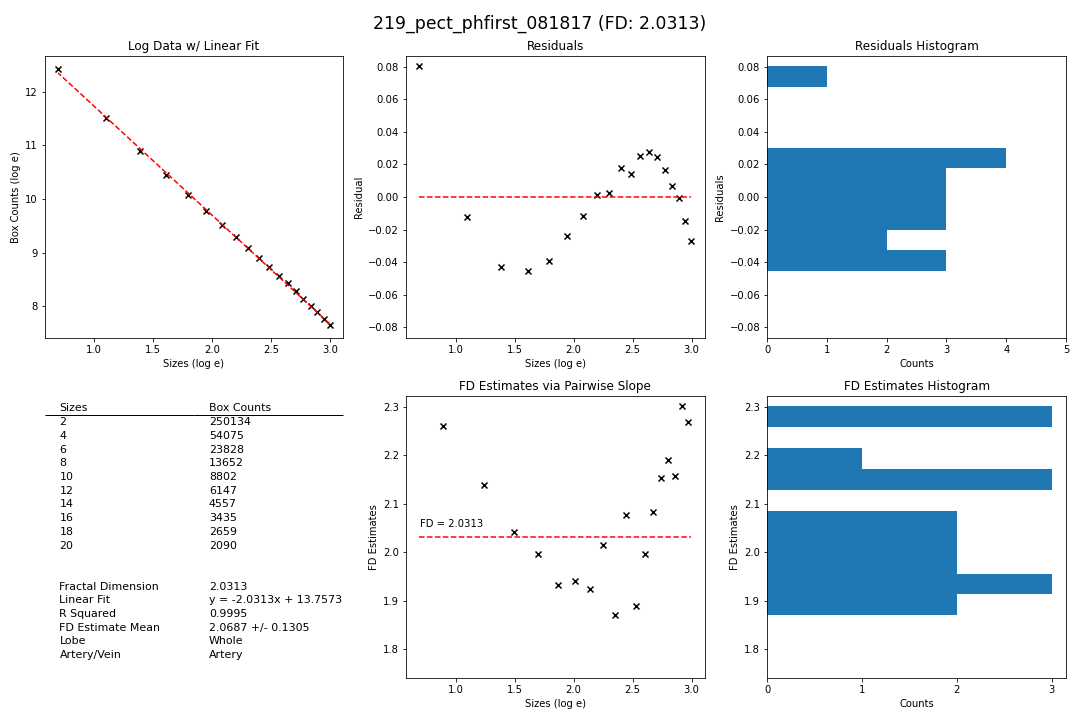 219_pect_phfirst_081817 (FD: 2.0313)
Log Data w/ Linear Fit
Box Counts (log e)
12
11
10
9
8
1.0 1.5 2.0 2.5 3.0
Sizes (log e)
Residuals
Residual
0.08
0.06
0.04
0.02
0.00
−0.02
−0.04
−0.06
−0.08
1.0 1.5 2.0 2.5 3.0
Sizes (log e)
Residuals Histogram
Residuals
0.08
0.06
0.04
0.02
0.00
−0.02
−0.04
−0.06
−0.08
0 1 2 3 4 5
Counts
Sizes Box Counts
2 250134
4 54075
6 23828
8 13652
10 8802
12 6147
14 4557
16 3435
18 2659
20 2090
Fractal Dimension 2.0313
Linear Fit y = -2.0313x + 13.7573
R Squared 0.9995
FD Estimate Mean 2.0687 +/- 0.1305
Lobe Whole
Artery/Vein Artery
FD Estimates via Pairwise Slope
FD Estimates
2.3
2.2
2.1
2.0
1.9
1.8
FD = 2.0313
1.0 1.5 2.0 2.5 3.0
Sizes (log e)
FD Estimates Histogram
FD Estimates
2.3
2.2
2.1
2.0
1.9
1.8
0 1 2 3
Counts